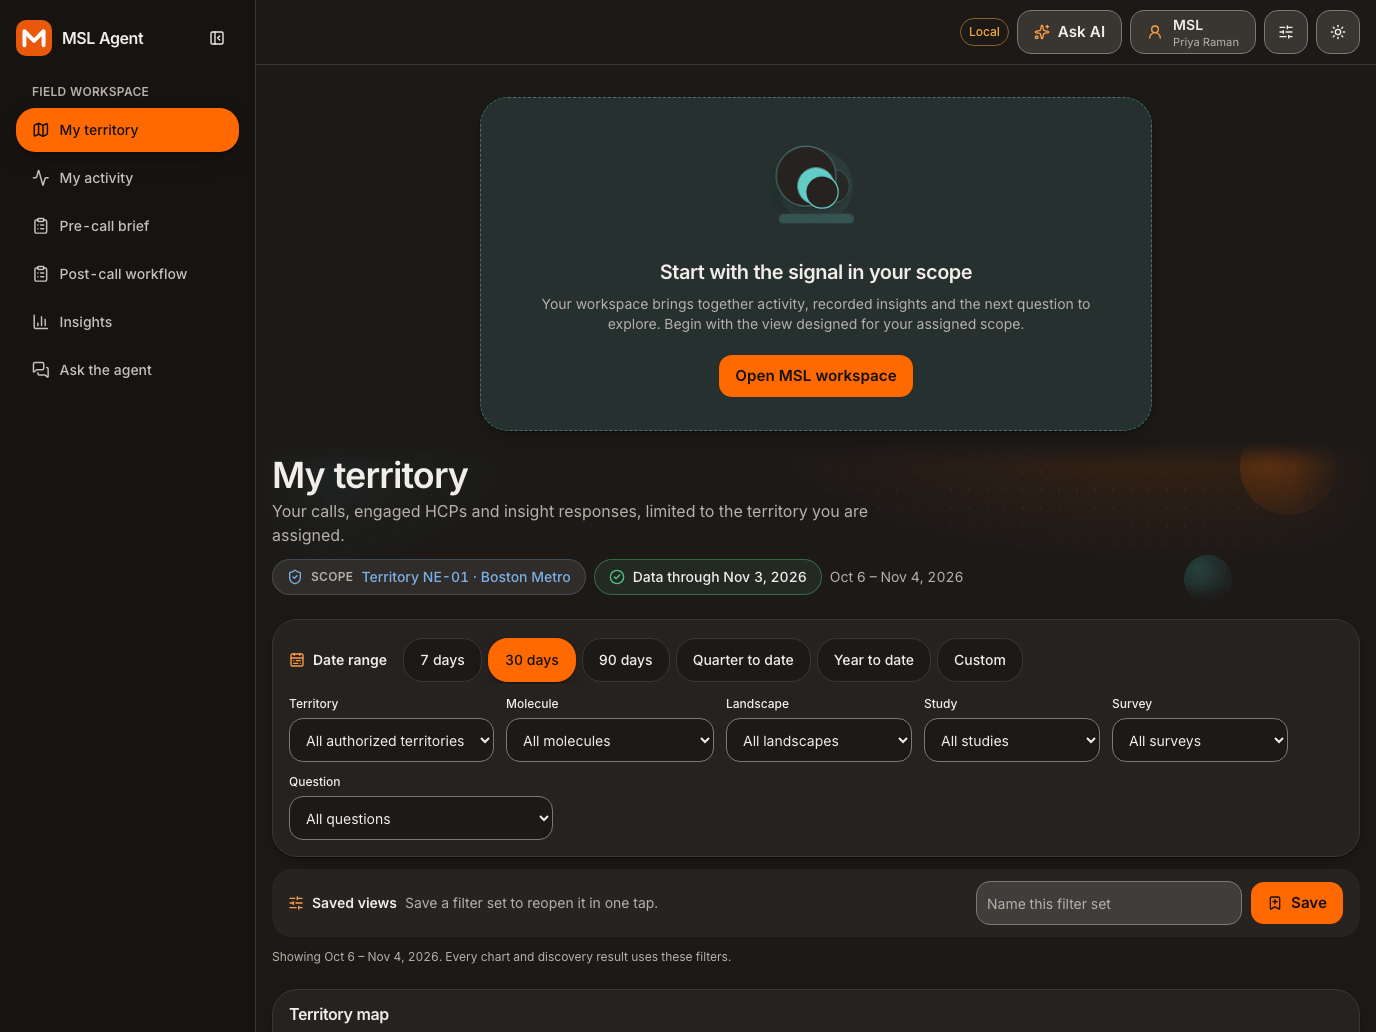 MSL Agent
FIELD WORKSPACE
My territory
My activity
Pre-call brief
Post-call workflow
Insights
Ask the agent
Local
Ask AI
MSL
Priya Raman
Start with the signal in your scope
Your workspace brings together activity, recorded insights and the next question to
explore. Begin with the view designed for your assigned scope.
Open MSL workspace
My territory
Your calls, engaged HCPs and insight responses, limited to the territory you are
assigned.
SCOPE Territory NE-01 · Boston Metro
Data through Nov 3, 2026
Oct 6 – Nov 4, 2026
Date range
7 days
30 days
90 days
Quarter to date
Year to date
Custom
Territory
All authorized territories
Molecule
All molecules
Landscape
All landscapes
Study
All studies
Survey
All surveys
Question
All questions
Saved views
Save a filter set to reopen it in one tap.
Name this filter set
Save
Showing Oct 6 – Nov 4, 2026. Every chart and discovery result uses these filters.
Territory map